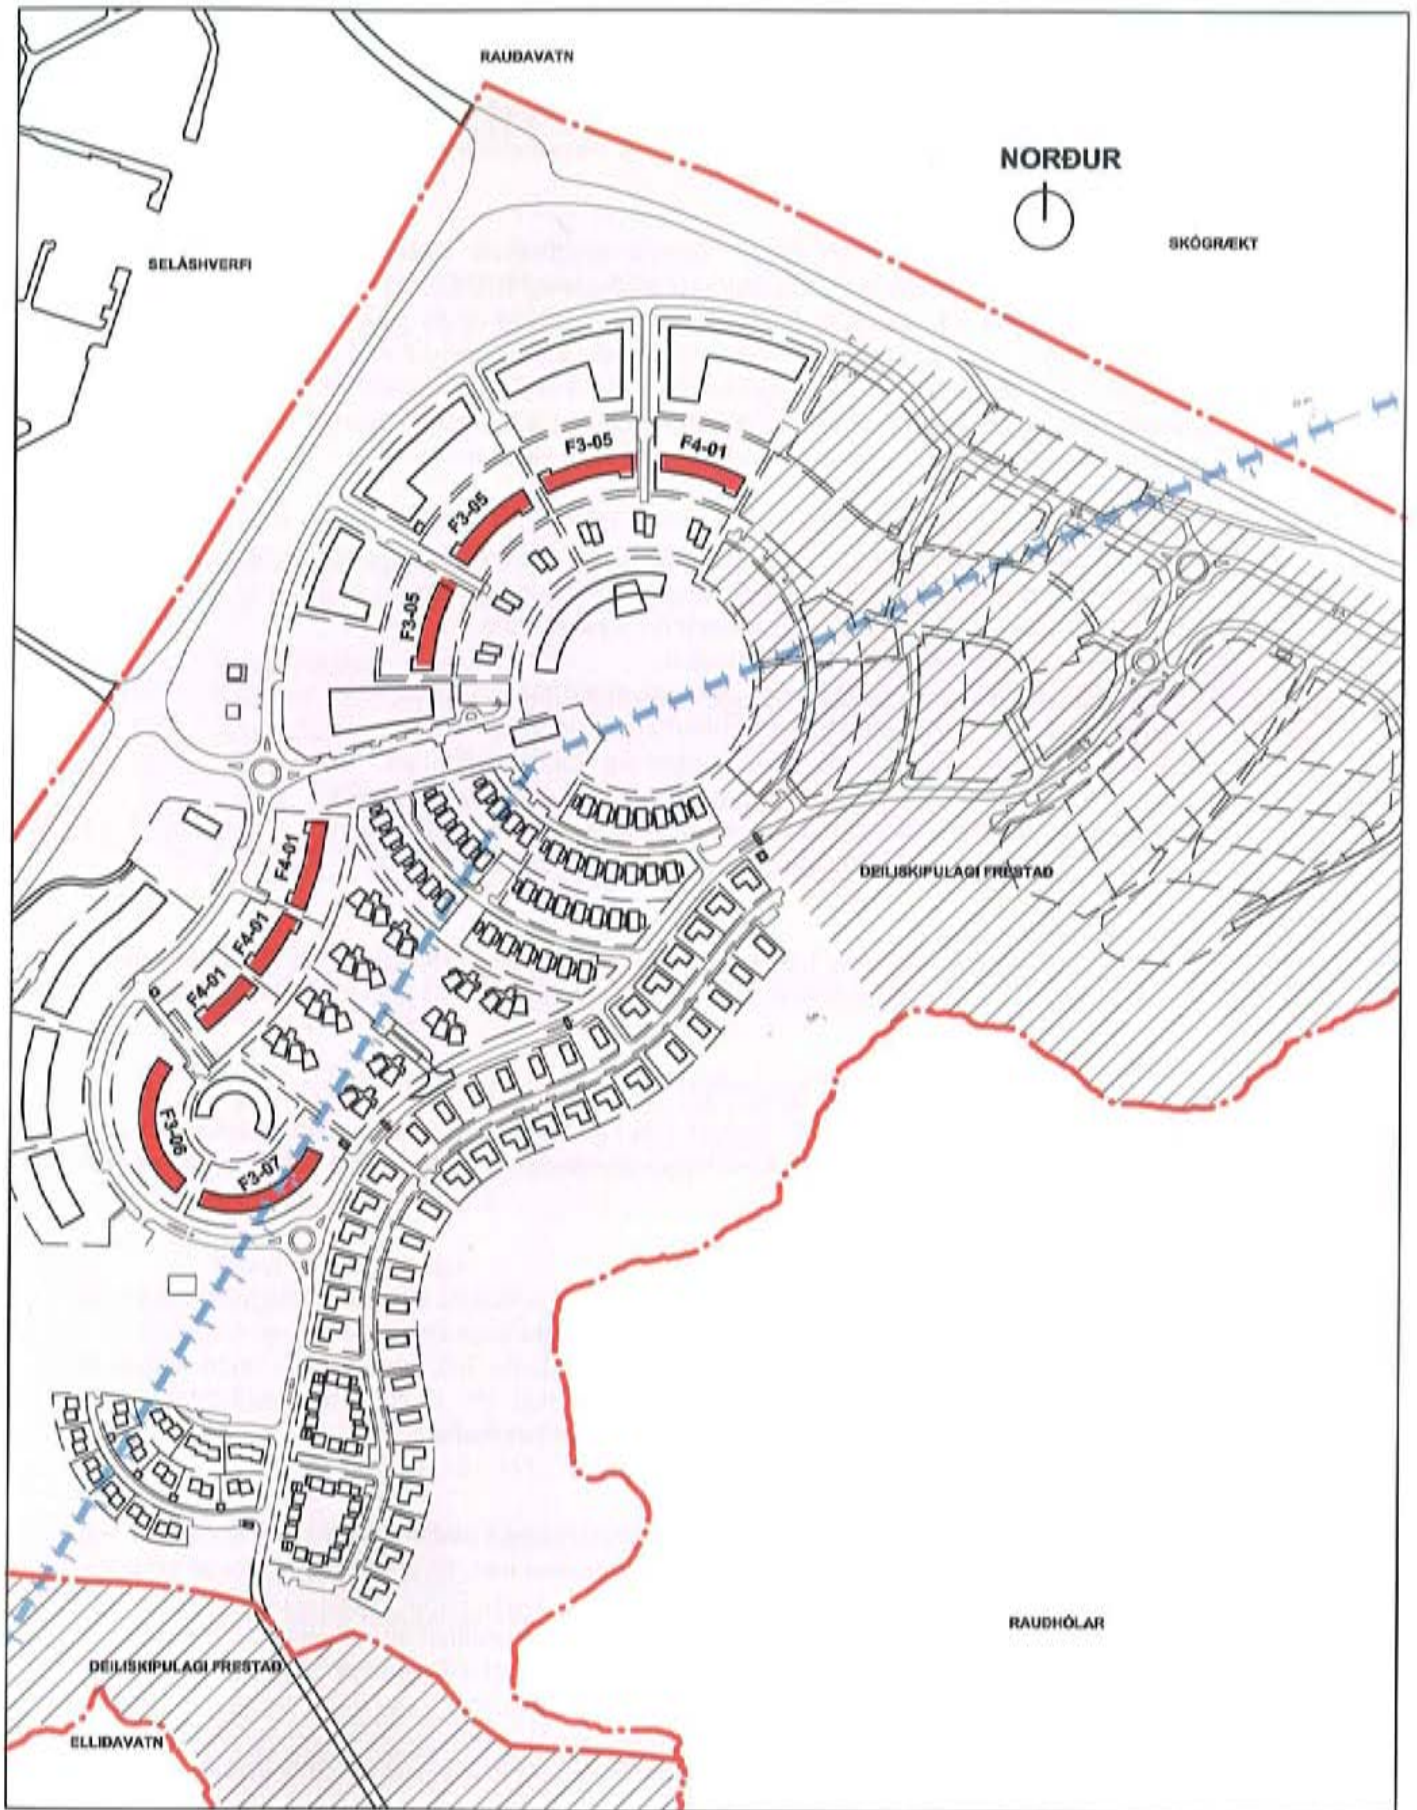 RAUÐAVATN
NORÐUR
SKÓGRÆKT
SELÁSHVERFI
F3-05
F4-01
F3-05
F3-05
DEILISKIPULAGI FRESTAÐ
F4-01
F4-01
F4-01
F3-06
F3-07
RAUÐHÓLAR
DEILISKIPULAGI FRESTAÐ
ELLIÐAVATN